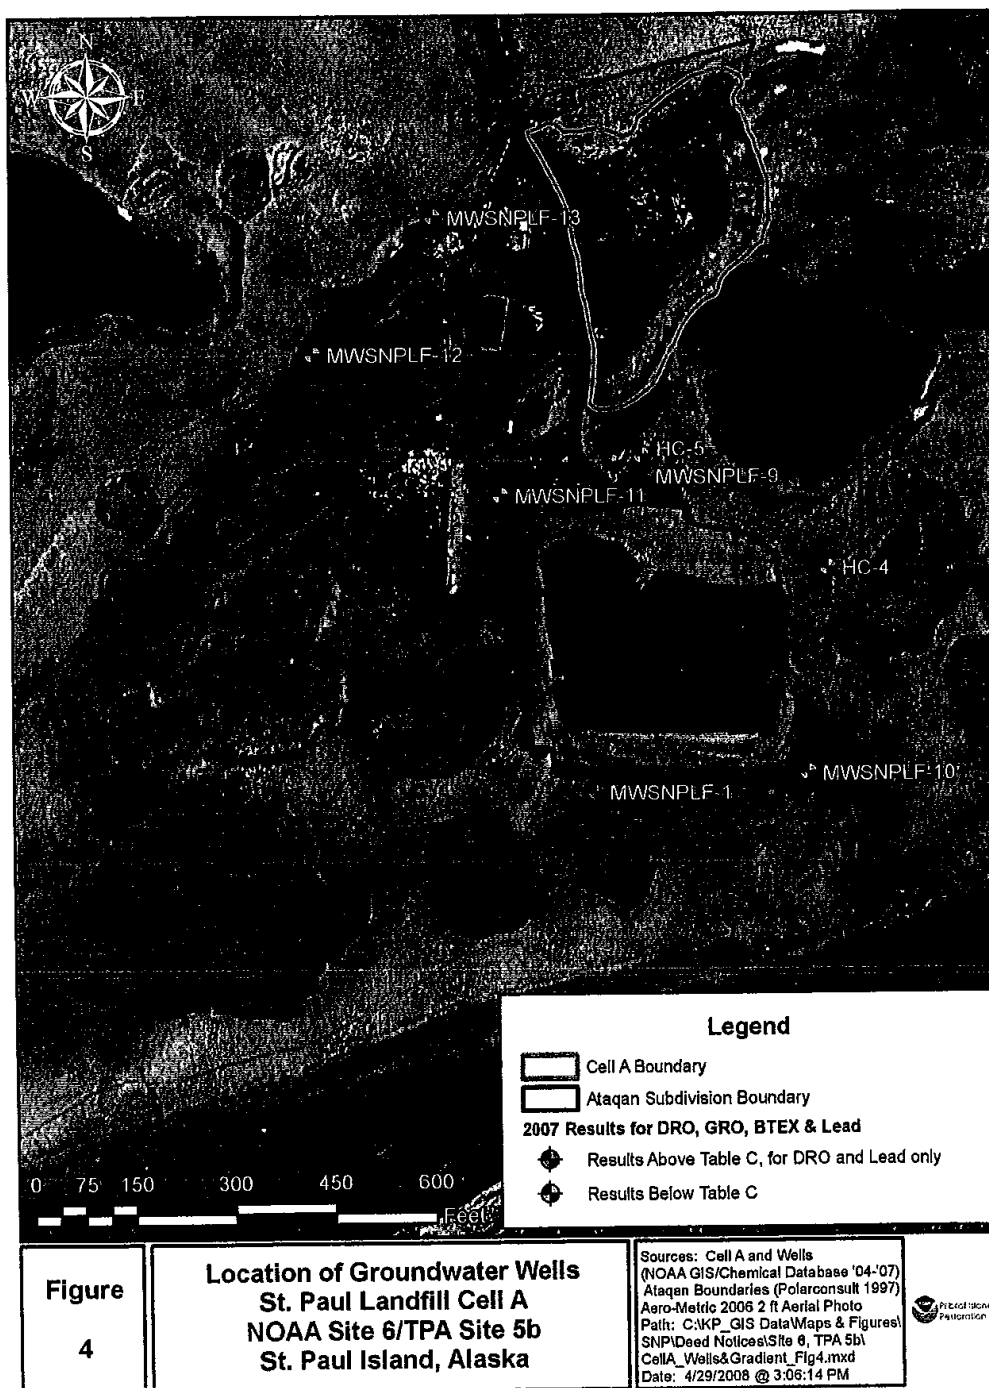 N
W E
S
MWSNPLF-13
MWSNPLF-12
HC-5
MWSNPLF-9
MWSNPLF-11
HC-4
MWSNPLF-10
MWSNPLF-1
Legend
Cell A Boundary
Ataqan Subdivision Boundary
2007 Results for DRO, GRO, BTEX & Lead
Results Above Table C, for DRO and Lead only
Results Below Table C
0 75 150 300 450 600
Feet
Figure
4
Location of Groundwater Wells
St. Paul Landfill Cell A
NOAA Site 6/TPA Site 5b
St. Paul Island, Alaska
Sources: Cell A and Wells
(NOAA GIS/Chemical Database '04-'07)
Ataqan Boundaries (Polarconsult 1997)
Aero-Metric 2006 2 ft Aerial Photo
Path: C:\KP_GIS Data\Maps & Figures\
SNP\Deed Notices\Site 6, TPA 5b\
CellA_Wells&Gradient_Fig4.mxd
Date: 4/29/2008 @ 3:06:14 PM